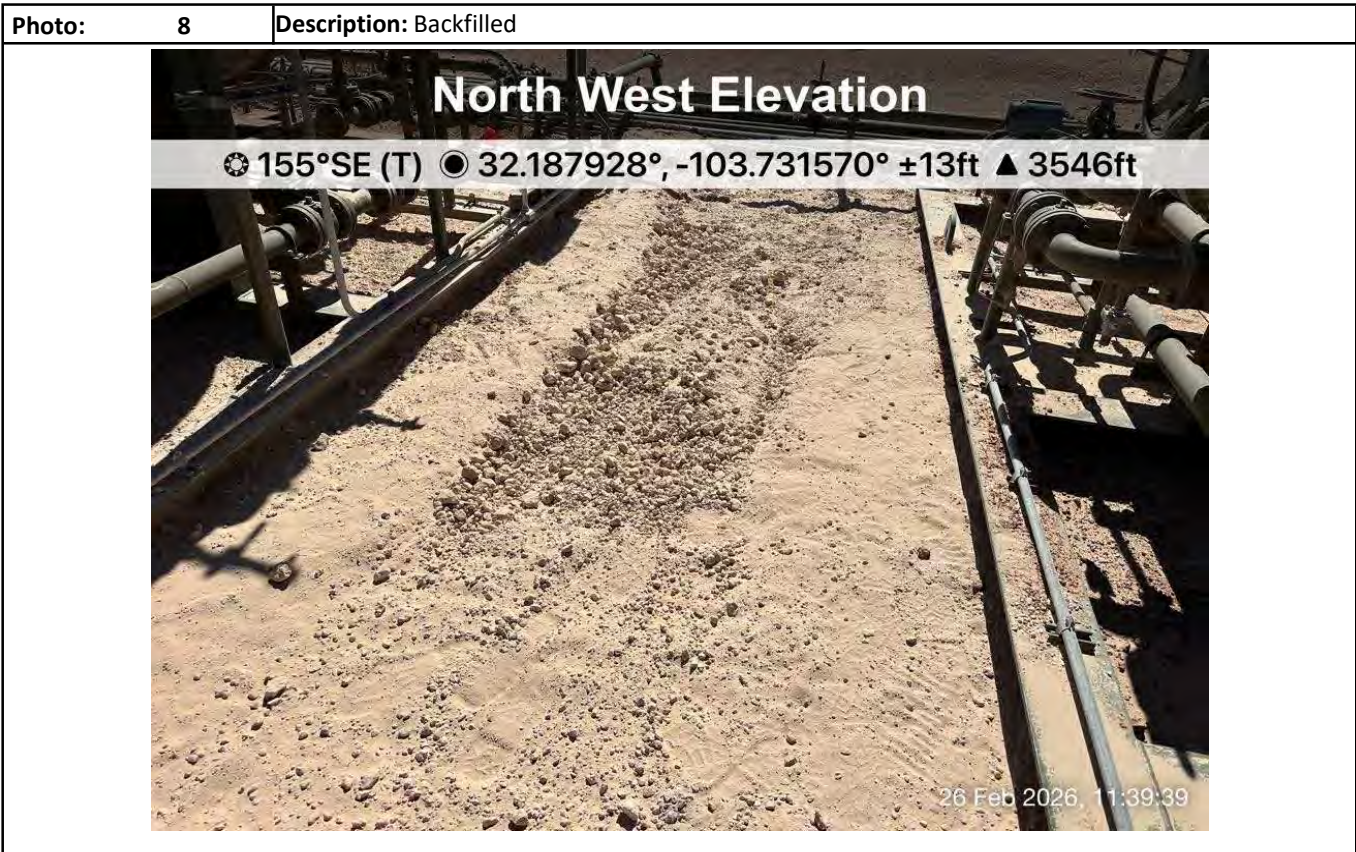 Photo: 8 Description: Backfilled
North West Elevation
155°SE (T) 32.187928°, -103.731570° ±13ft ▲ 3546ft
26 Feb 2026, 11:39:39